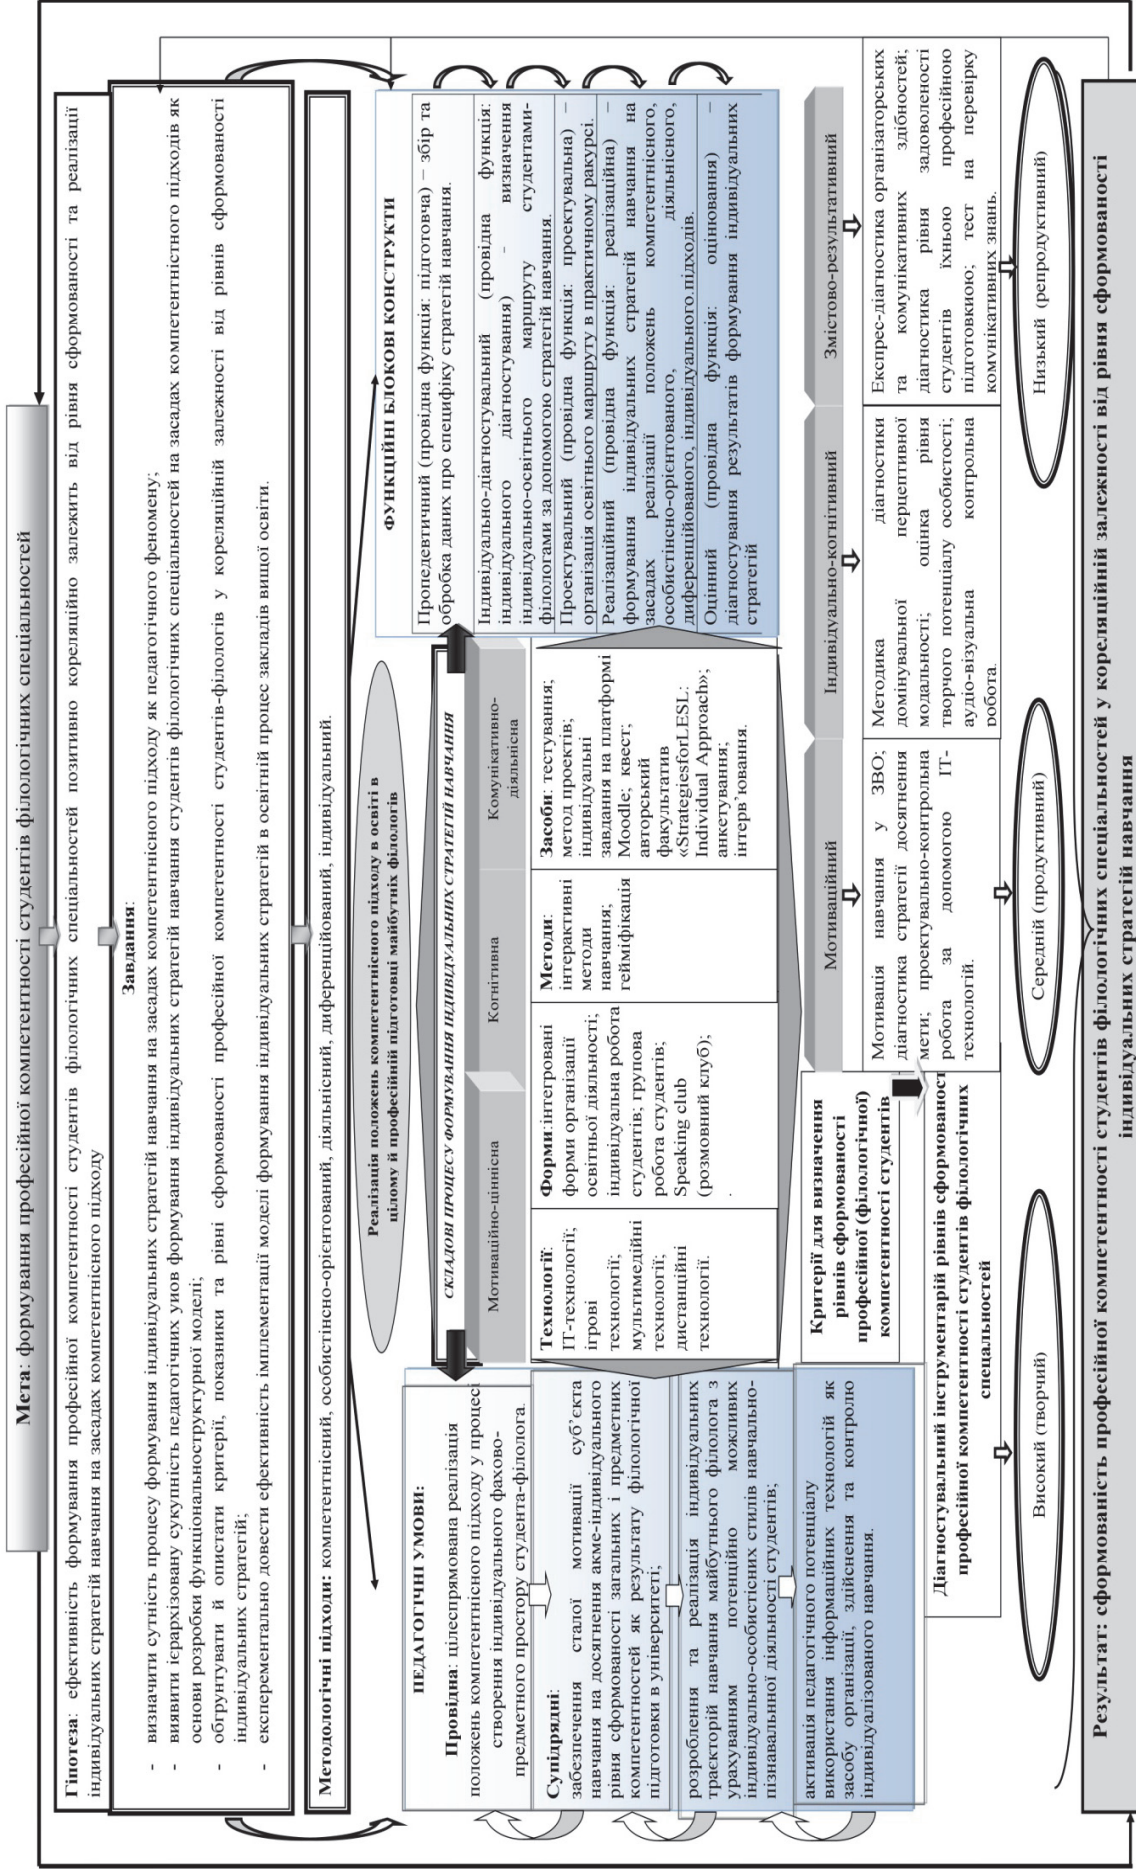 Мета: формування професійної компетентності студентів філологічних спеціальностей
Гіпотеза: ефективність формування професійної компетентності студентів філологічних спеціальностей позитивно кореляційно залежить від рівня сформованості та реалізації
індивідуальних стратегій навчання на засадах компетентнісного підходу
Завдання:
- визначити сутність процесу формування індивідуальних стратегій навчання на засадах компетентнісного підходу як педагогічного феномену;
- виявити ієрархізовану сукупність педагогічних умов формування індивідуальних стратегій навчання студентів філологічних спеціальностей на засадах компетентністного підходів як
основи розробки функціональноструктурної моделі;
- обгрунтувати й описати критерії, показники та рівні сформованості професійної компетентності студентів-філологів у кореляційній залежності від рівнів сформованості
індивідуальних стратегій;
- експерементально довести ефективність імплементації моделі формування індивідуальних стратегій в освітній процес закладів вищої освіти.
Методологічні підходи: компетентнісний, особистінсно-орієнтований, діяльнісний, диференційований, індивідуальний.
Реалізація положень компетентнісного підходу в освіті в
цілому й професійній підготовці майбутніх філологів
ПЕДАГОГІЧНІ УМОВИ:
Провідна: цілеспрямована реалізація
положень компетентнісного підходу у процесі
створення індивідуального фахово-
предметного простору студента-філолога.
Супідрядні:
забезпечення сталої мотивації суб’єкта
навчання на досягнення акме-індивідуального
рівня сформованості загальних і предметних
компетентностей як результату філологічної
підготовки в університеті;
розроблення та реалізація індивідуальних
траєкторій навчання майбутнього філолога з
урахуванням потенційно можливих
індивідуально-особистісних стилів навчально-
пізнавальної діяльності студентів;
активація педагогічного потенціалу
використання інформаційних технологій як
засобу організації, здійснення та контролю
індивідуалізованого навчання.
СКЛАДОВІ ПРОЦЕСУ ФОРМУВАННЯ ІНДИВІДУАЛЬНИХ СТРАТЕГІЙ НАВЧАННЯ
Мотиваційно-ціннісна
Когнітивна
Комунікативно-
діяльнісна
Технології:
ІТ-технології;
ігрові
технології;
мультимедійні
технології;
дистанційні
технології.
Форми:інтегровані
форми організації
освітньої діяльності;
індивідуальна робота
студентів; групова
робота студентів;
Speaking club
(розмовний клуб);
.
Методи:
інтерактивні
методи
навчання;
гейміфікація
Засоби: тестування;
метод проектів;
індивідуальні
завдання на платформі
Moodle; квест;
авторський
факультатив
«StrategiesforLESL:
Individual Approach»;
анкетування;
інтерв’ювання.
ФУНКЦІЙНІ БЛОКОВІ КОНСТРУКТИ
Пропедевтичний (провідна функція: підготовча) – збір та
обробка даних про специфіку стратегій навчання.
Індивідуально-діагностувальний (провідна функція:
індивідуального діагностування) - визначення
індивідуально-освітнього маршруту студентами-
філологами за допомогою стратегій навчання.
Проектувальний (провідна функція: проектувальна) –
організація освітнього маршруту в практичному ракурсі.
Реалізаційний (провідна функція: реалізаційна) –
формування індивідуальних стратегій навчання на
засадах реалізації положень компетентнісного,
особистінсно-орієнтованого, діяльнісного,
диференційованого, індивідуального.підходів.
Оцінний (провідна функція: оцінювання) –
діагностування результатів формування індивідуальних
стратегій
Критерії для визначення
рівнів сформованості
професійної (філологічної)
компетентності студентів
Мотиваційний
Індивідуально-когнітивний
Змістово-результативний
Діагностувальний інструментарій рівнів сформованост
професійної компетентності студентів філологічних
спецальностей
Мотивація навчання у ЗВО;
діагностика стратегії досягнення
мети; проектувально-контрольна
робота за допомогою ІТ-
технологій.
Методика діагностики
домінувальної перцептивної
модальності; оцінка рівня
творчого потенціалу особистості;
аудіо-візуальна контрольна
робота.
Експрес-діагностика організаторських
та комунікативних здібностей;
діагностика рівня задоволеності
студентів їхньою професійною
підготовкою; тест на перевірку
комунікативних знань.
Високий (творчий)
Середній (продуктивний)
Низький (репродуктивний)
Результат: сформованість професійної компетентності студентів філологічних спеціальностей у кореляційній залежності від рівня сформованості
індивідуальних стратегій навчання